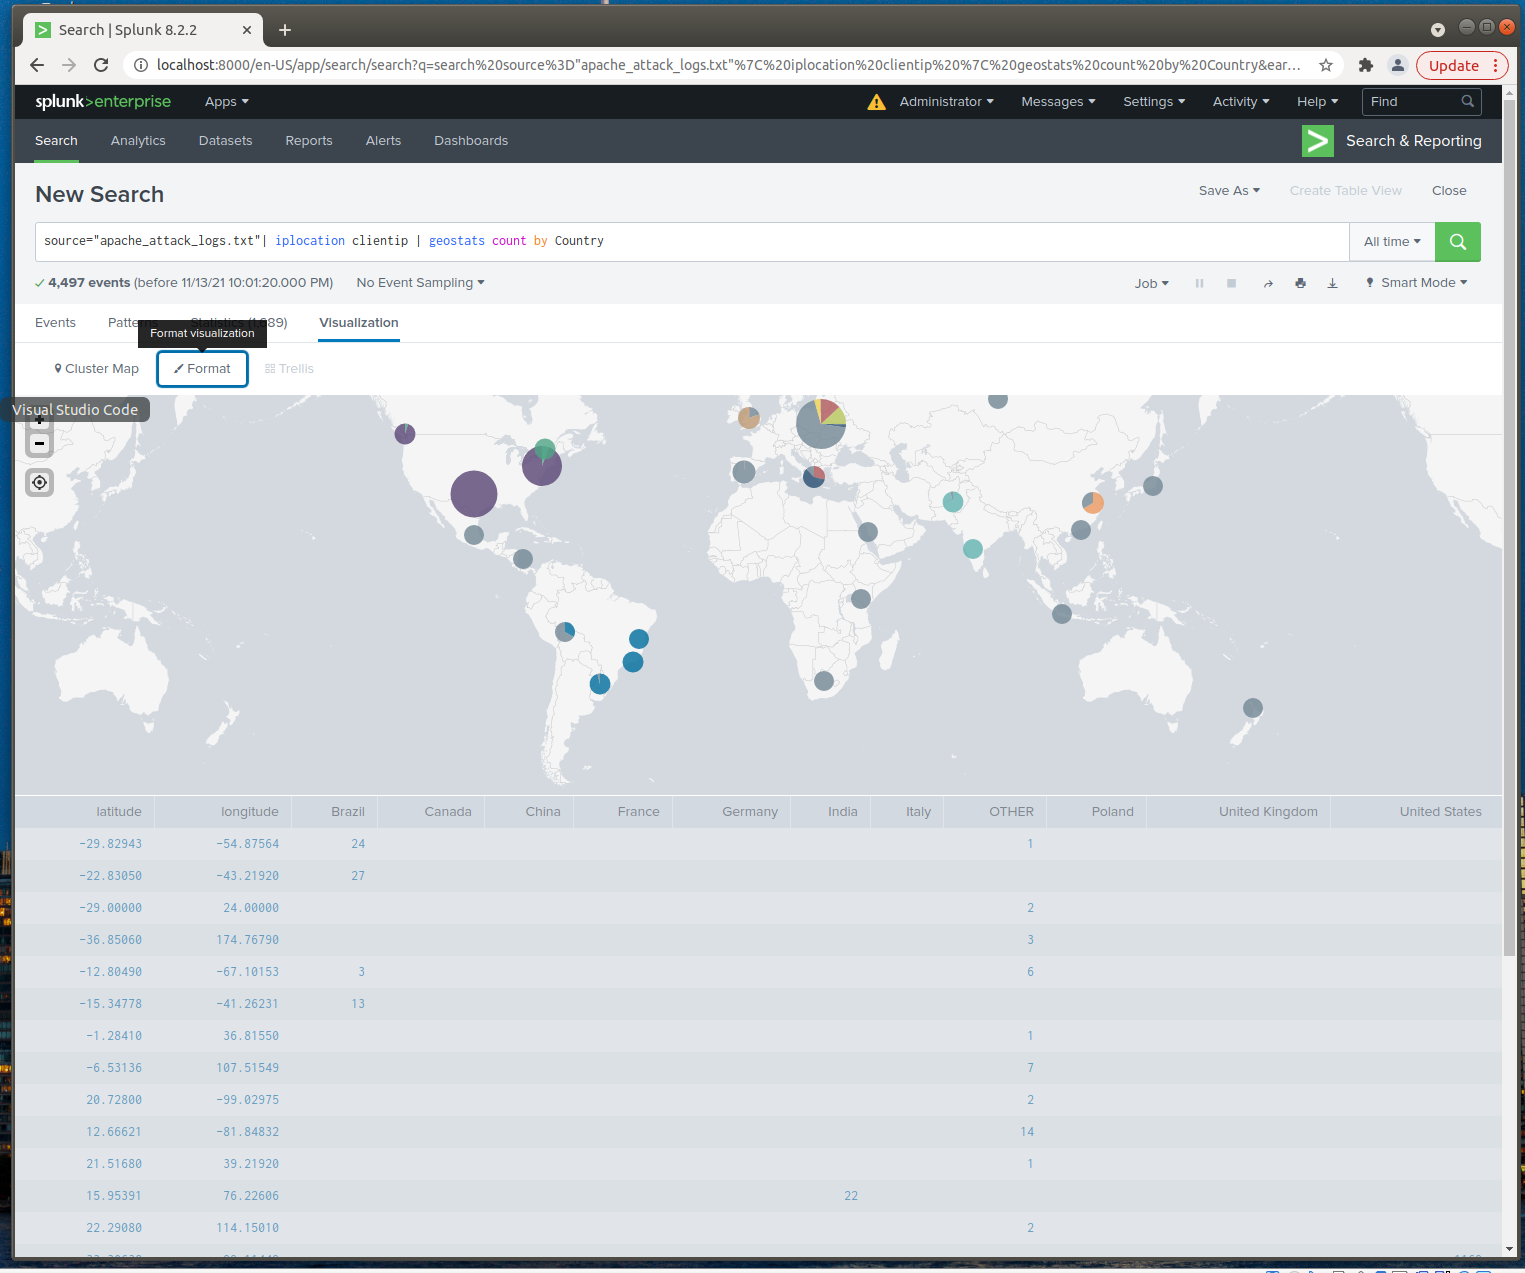 Search | Splunk 8.2.2
localhost:8000/en-US/app/search/search?q=search%20source%3D"apache_attack_logs.txt"%7C%20iplocation%20clientip%20%7C%20geostats%20count%20by%20Country&ear...
Update
splunk>enterprise Apps Administrator Messages Settings Activity Help Find
Search Analytics Datasets Reports Alerts Dashboards Search & Reporting
New Search Save As Create Table View Close
source="apache_attack_logs.txt"| iplocation clientip | geostats count by Country All time
4,497 events (before 11/13/21 10:01:20.000 PM) No Event Sampling Job Smart Mode
Events Patterns Statistics (1,689) Visualization
Format visualization
Cluster Map Format Trellis
Visual Studio Code
latitude longitude Brazil Canada China France Germany India Italy OTHER Poland United Kingdom United States
-29.82943 -54.87564 24 1
-22.83050 -43.21920 27
-29.00000 24.00000 2
-36.85060 174.76790 3
-12.80490 -67.10153 3 6
-15.34778 -41.26231 13
-1.28410 36.81550 1
-6.53136 107.51549 7
20.72800 -99.02975 2
12.66621 -81.84832 14
21.51680 39.21920 1
15.95391 76.22606 22
22.29080 114.15010 2